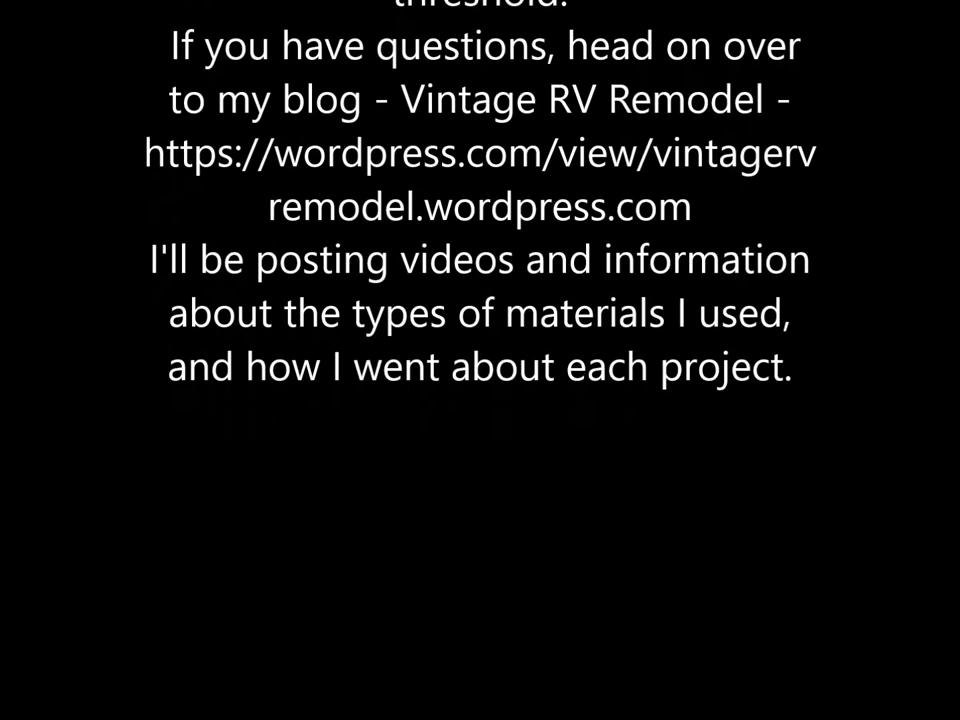 threshold.
If you have questions, head on over
to my blog - Vintage RV Remodel -
https://wordpress.com/view/vintagerv
remodel.wordpress.com
I'll be posting videos and information
about the types of materials I used,
and how I went about each project.